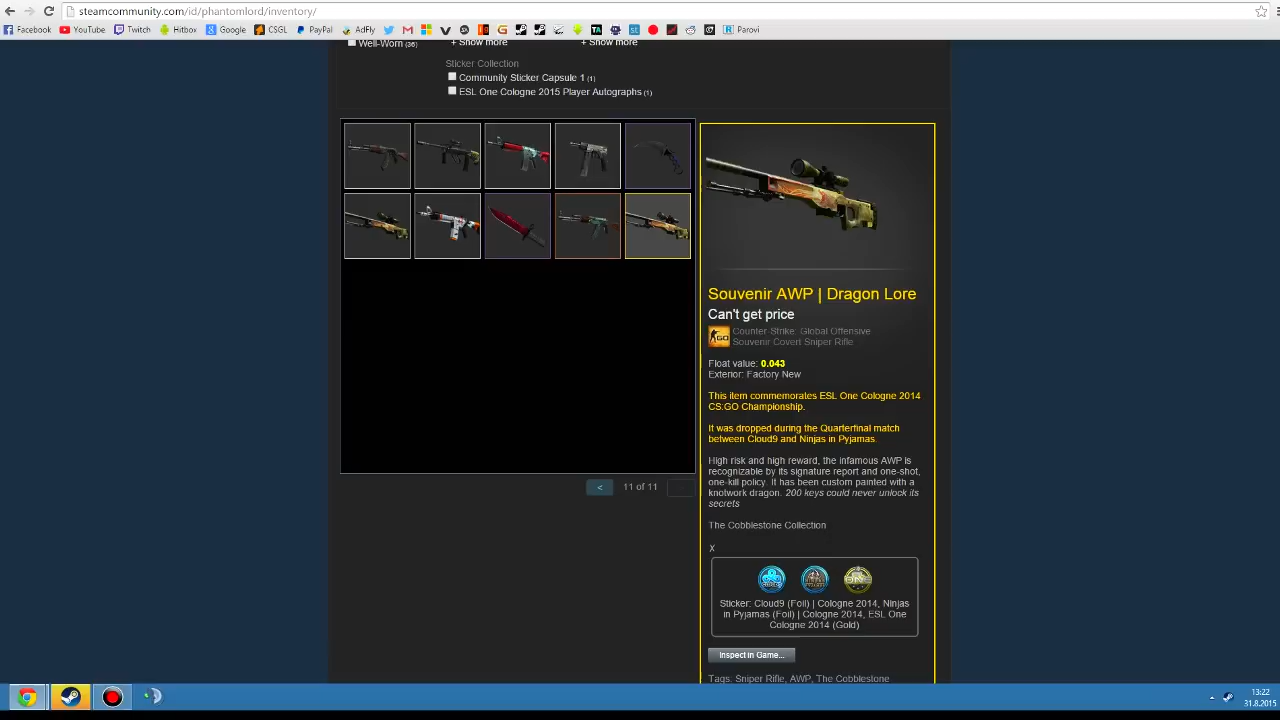 steamcommunity.com/id/phantomlord/inventory/
Facebook YouTube Twitch Hitbox Google CSGL PayPal AdFly Parovi
Well-Worn (36) + Show more + Show more
Sticker Collection
Community Sticker Capsule 1 (1)
ESL One Cologne 2015 Player Autographs (1)
Souvenir AWP | Dragon Lore
Can't get price
Counter-Strike: Global Offensive
Souvenir Covert Sniper Rifle
Float value: 0.043
Exterior: Factory New
This item commemorates ESL One Cologne 2014
CS:GO Championship.
It was dropped during the Quarterfinal match
between Cloud9 and Ninjas in Pyjamas.
High risk and high reward, the infamous AWP is
recognizable by its signature report and one-shot,
one-kill policy. It has been custom painted with a
knotwork dragon. 200 keys could never unlock its
secrets
< 11 of 11
The Cobblestone Collection
X
Sticker: Cloud9 (Foil) | Cologne 2014, Ninjas
in Pyjamas (Foil) | Cologne 2014, ESL One
Cologne 2014 (Gold)
Inspect in Game...
Tags: Sniper Rifle, AWP, The Cobblestone
13:22
31.8.2015